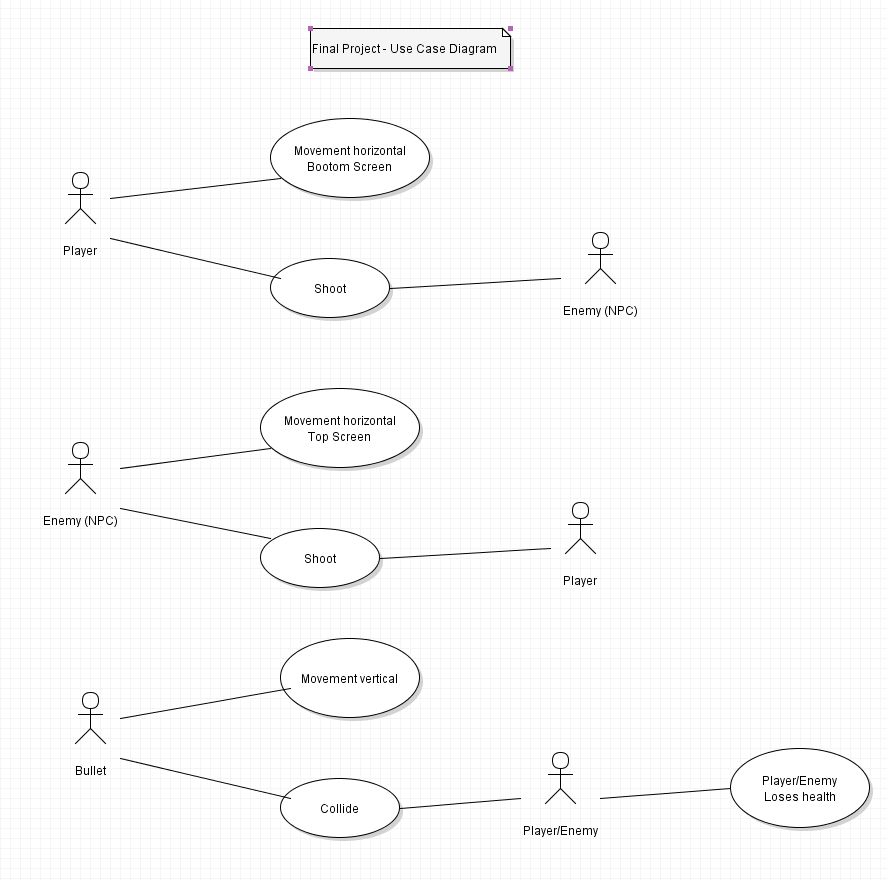 Final Project - Use Case Diagram
Movement horizontal
Bootom Screen
Player
Shoot
Enemy (NPC)
Movement horizontal
Top Screen
Enemy (NPC)
Shoot
Player
Movement vertical
Bullet
Collide
Player/Enemy
Player/Enemy
Loses health